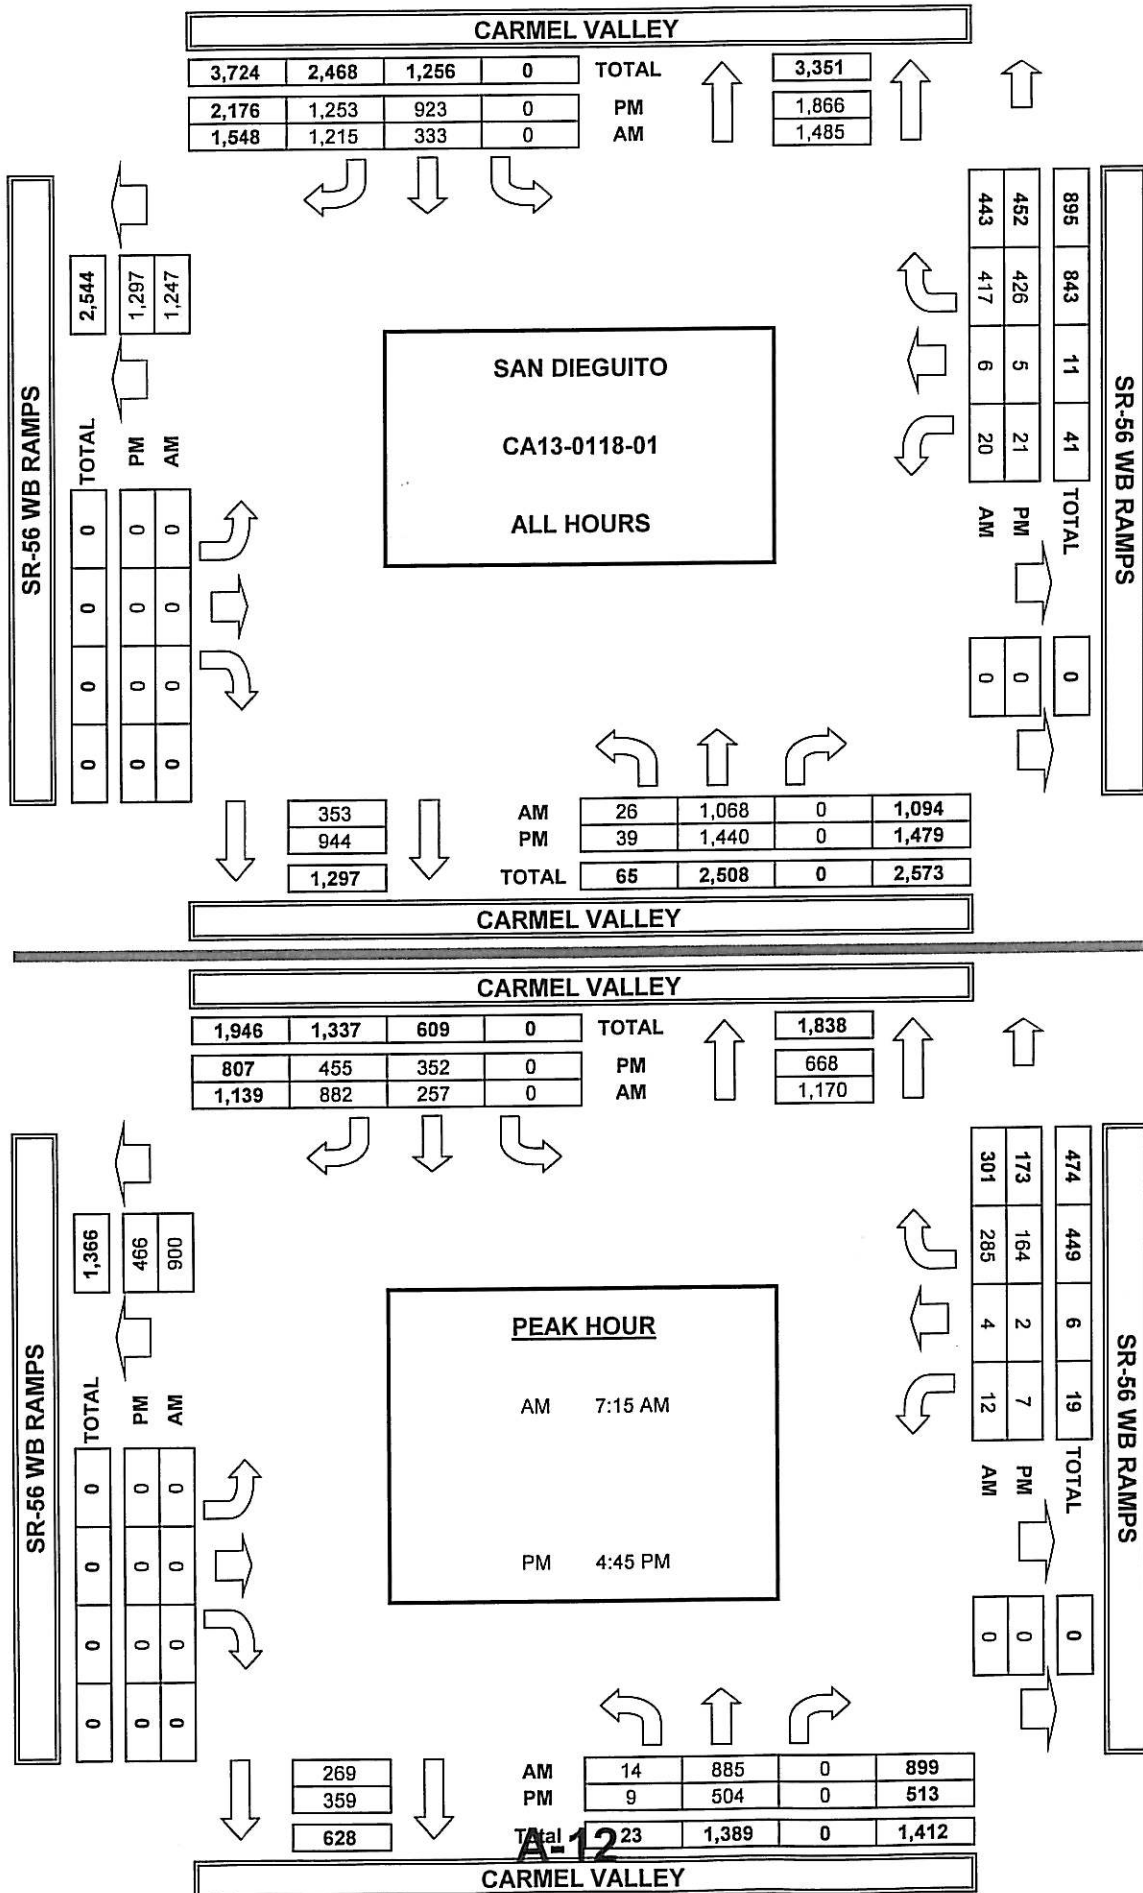 CARMEL VALLEY
3,724 2,468 1,256 0 TOTAL 3,351
2,176 1,253 923 0 PM 1,866
1,548 1,215 333 0 AM 1,485
SR-56 WB RAMPS
2,544
1,297
1,247
TOTAL 0 0 0 0
PM 0 0 0 0
AM 0 0 0 0
SAN DIEGUITO
CA13-0118-01
ALL HOURS
895 843 11 41 TOTAL 0
452 426 5 21 PM 0
443 417 6 20 AM 0
SR-56 WB RAMPS
353 AM 26 1,068 0 1,094
944 PM 39 1,440 0 1,479
1,297 TOTAL 65 2,508 0 2,573
CARMEL VALLEY
CARMEL VALLEY
1,946 1,337 609 0 TOTAL 1,838
807 455 352 0 PM 668
1,139 882 257 0 AM 1,170
SR-56 WB RAMPS
1,366
466
900
TOTAL 0 0 0 0
PM 0 0 0 0
AM 0 0 0 0
PEAK HOUR
AM 7:15 AM
PM 4:45 PM
474 449 6 19 TOTAL 0
173 164 2 7 PM 0
301 285 4 12 AM 0
SR-56 WB RAMPS
269 AM 14 885 0 899
359 PM 9 504 0 513
628 Total 23 1,389 0 1,412
A-12
CARMEL VALLEY